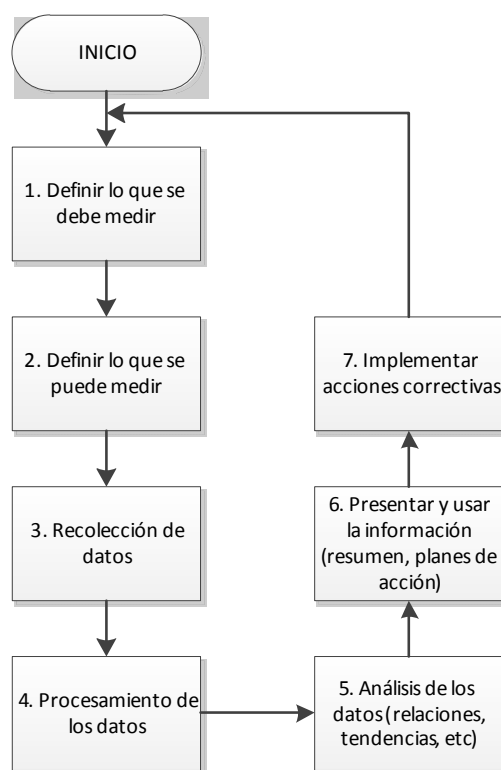 INICIO
1. Definir lo que se
debe medir
2. Definir lo que se
puede medir
3. Recolección de
datos
4. Procesamiento de
los datos
5. Análisis de los
datos (relaciones,
tendencias, etc)
6. Presentar y usar
la información
(resumen, planes de
acción)
7. Implementar
acciones correctivas